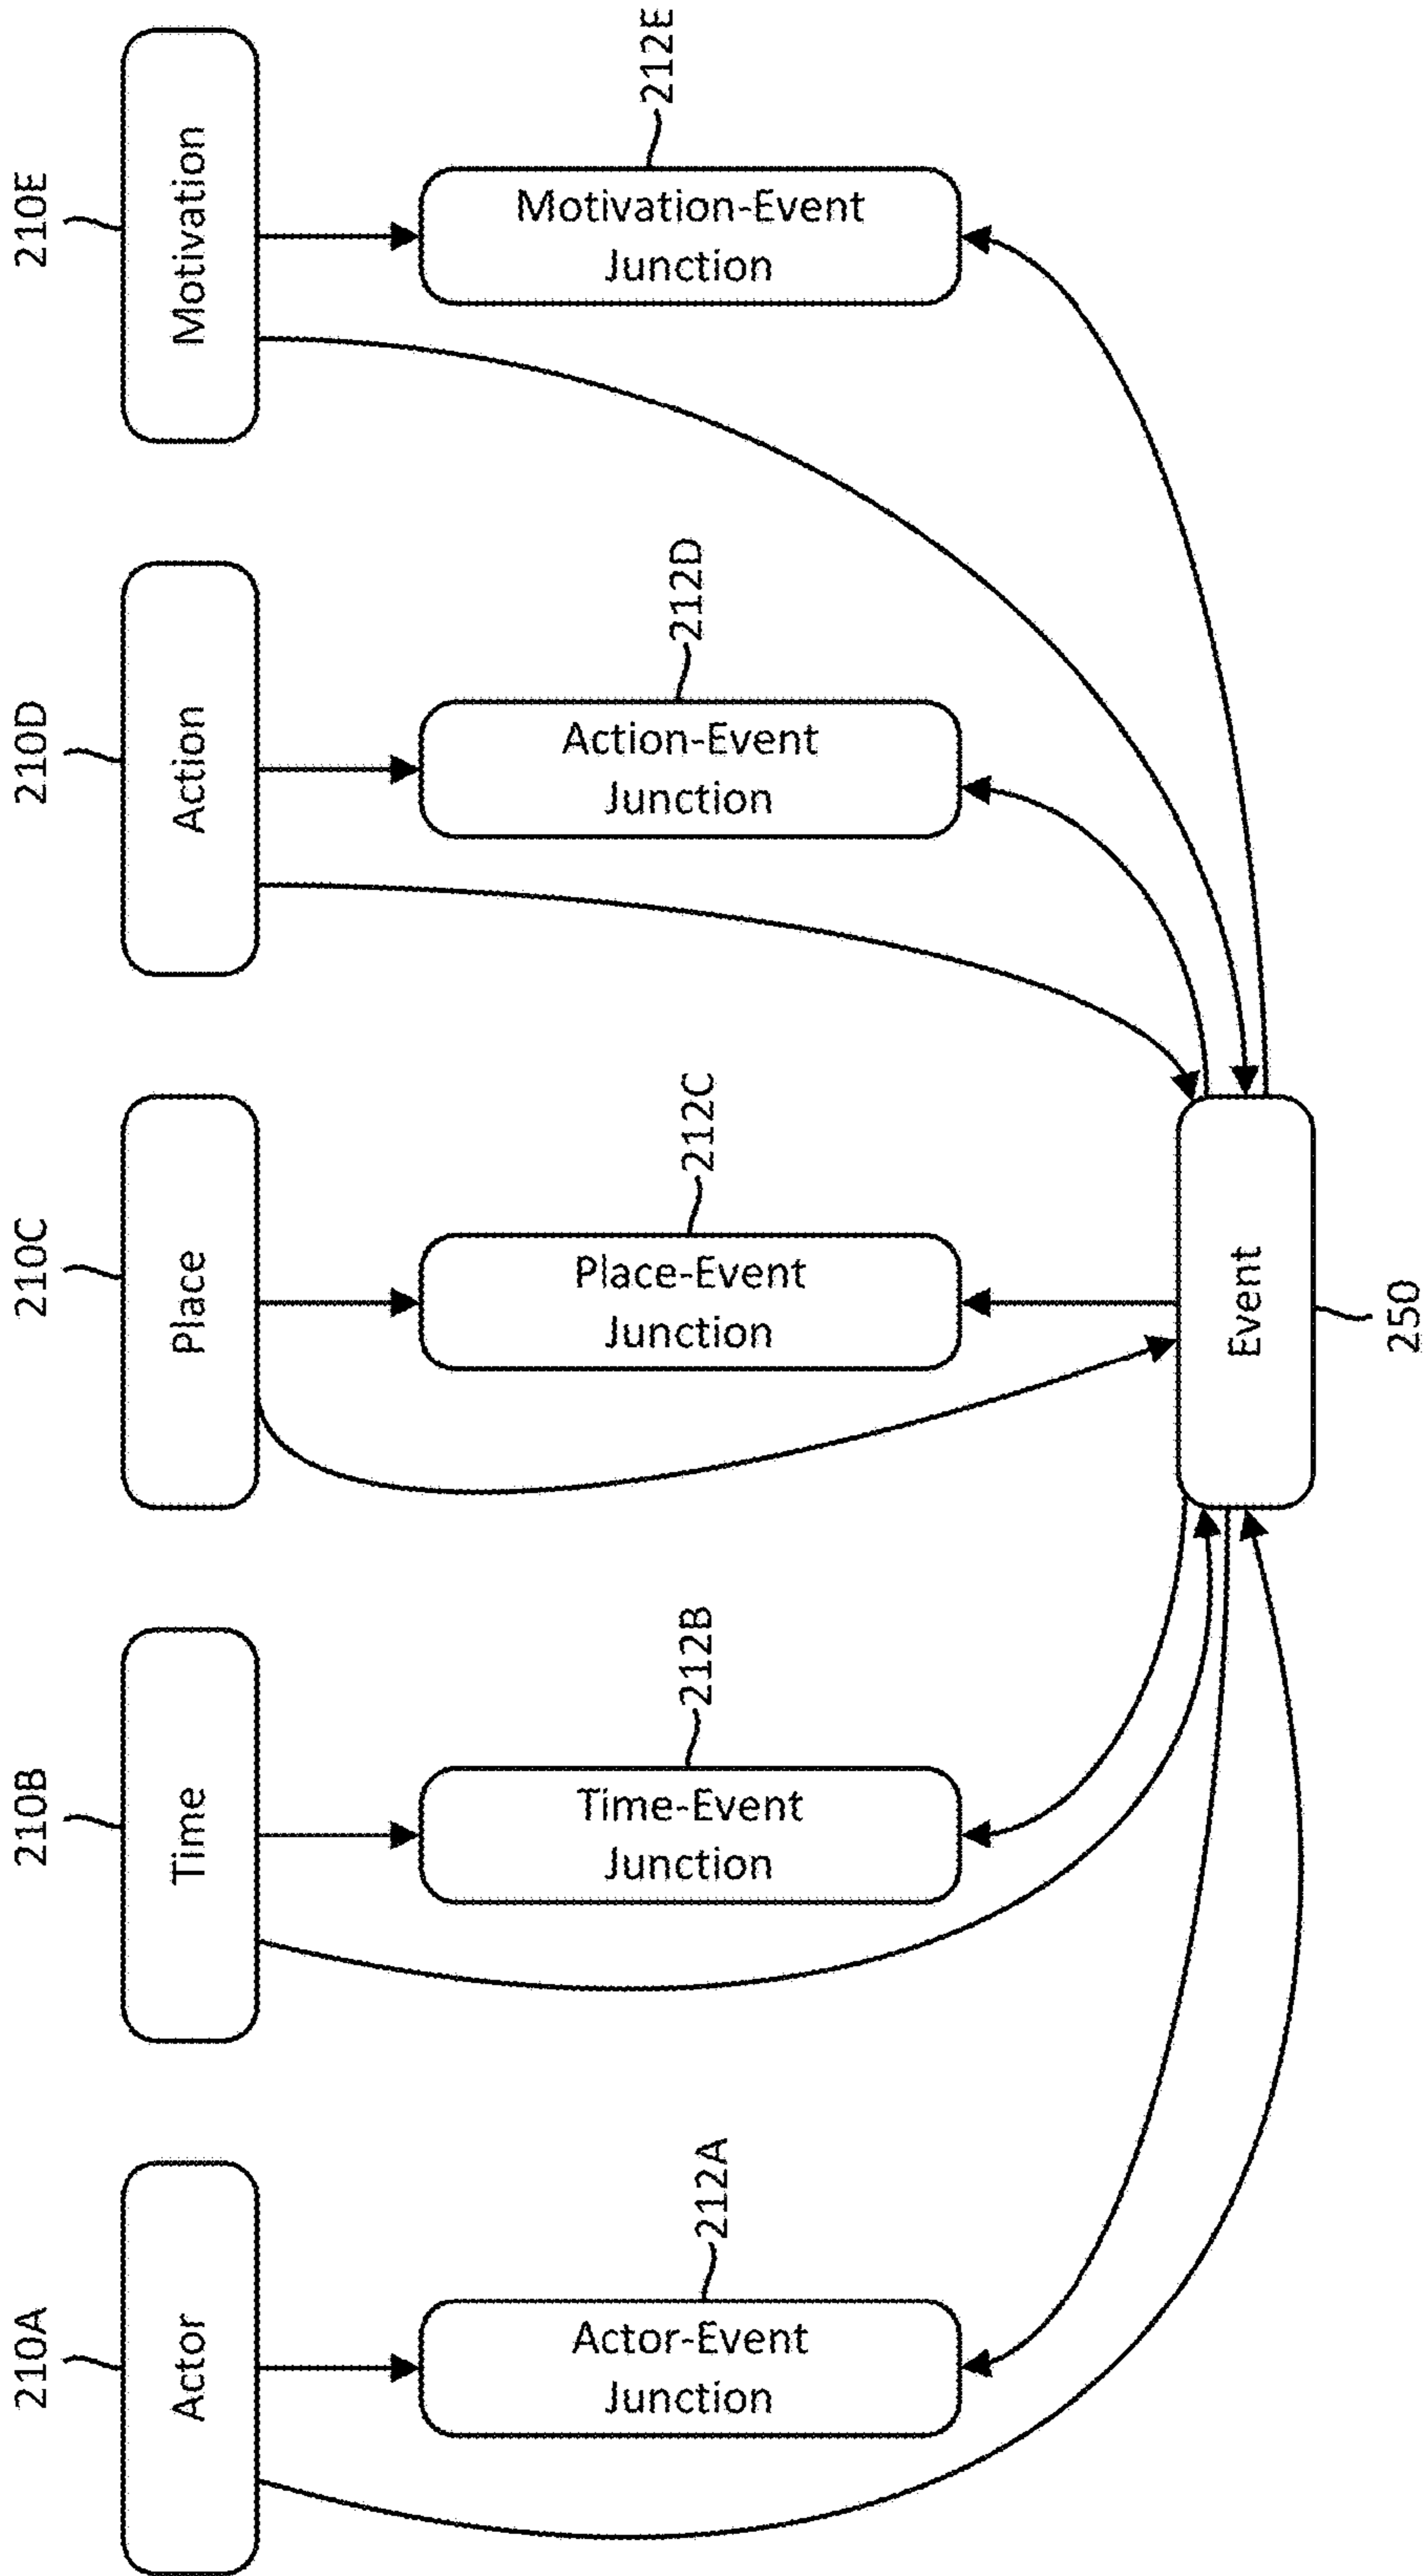 210A
210B
210C
210D
210E
Actor
Time
Place
Action
Motivation
Actor-Event
Junction
212A
Time-Event
Junction
212B
Place-Event
Junction
212C
Action-Event
Junction
212D
Motivation-Event
Junction
212E
Event
250